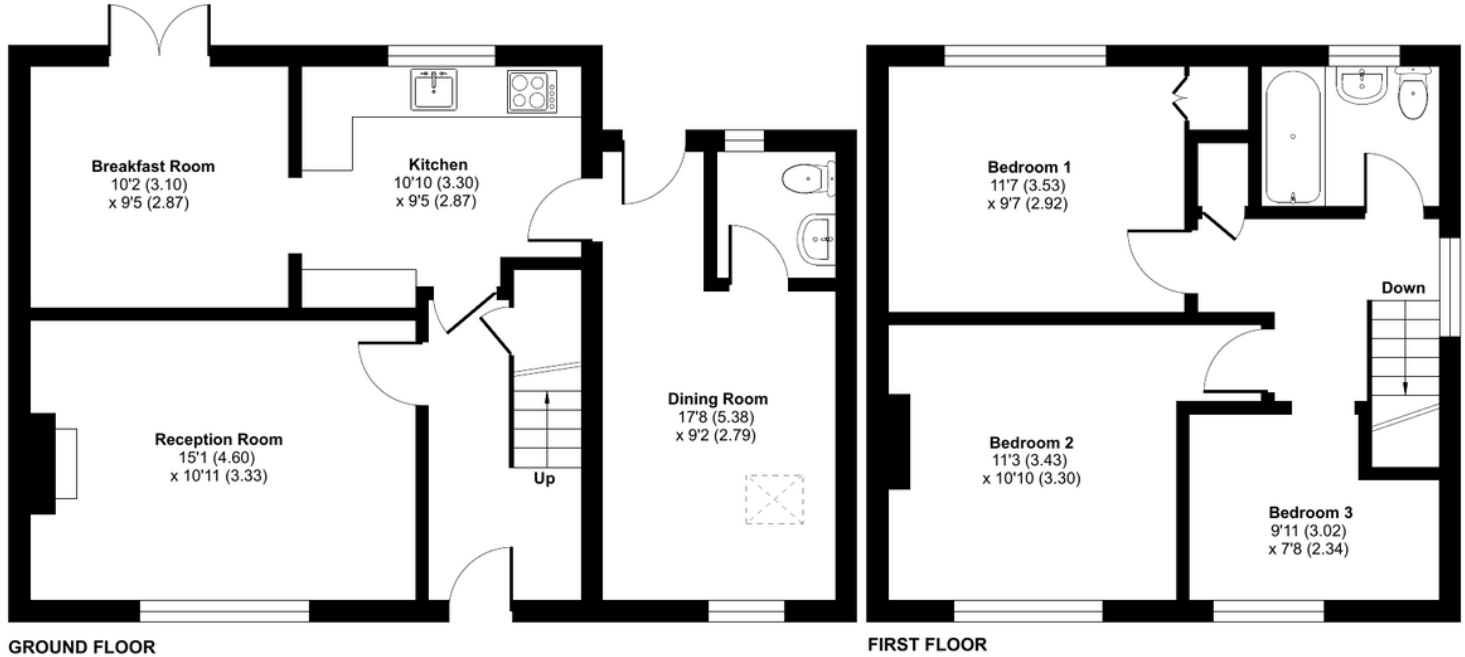 Breakfast Room
10'2 (3.10)
x 9'5 (2.87)
Kitchen
10'10 (3.30)
x 9'5 (2.87)
Reception Room
15'1 (4.60)
x 10'11 (3.33)
Up
Dining Room
17'8 (5.38)
x 9'2 (2.79)
GROUND FLOOR
Bedroom 1
11'7 (3.53)
x 9'7 (2.92)
Down
Bedroom 2
11'3 (3.43)
x 10'10 (3.30)
Bedroom 3
9'11 (3.02)
x 7'8 (2.34)
FIRST FLOOR